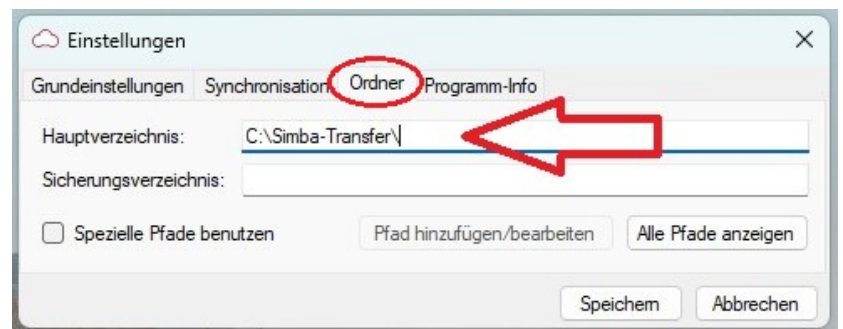 Einstellungen
Grundeinstellungen Synchronisation Ordner Programm-Info
Hauptverzeichnis: C:\Simba-Transfer\
Sicherungsverzeichnis:
Spezielle Pfade benutzen Pfad hinzufügen/bearbeiten Alle Pfade anzeigen
Speichern Abbrechen